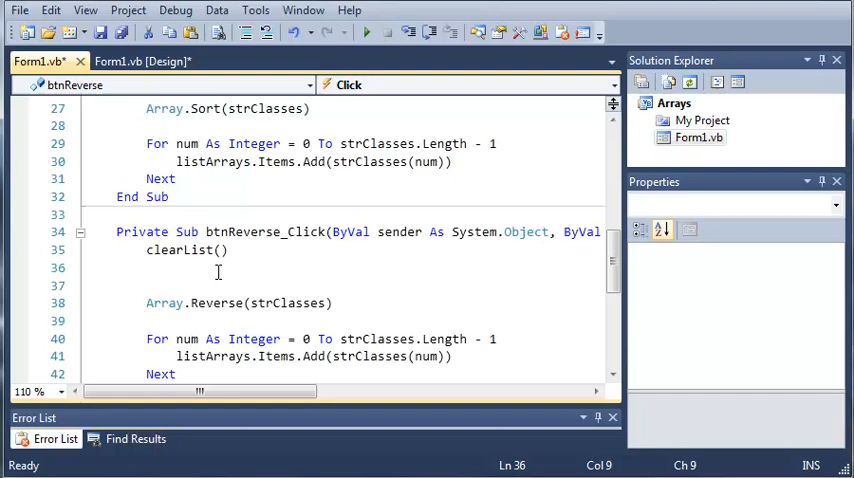 File Edit View Project Debug Data Tools Window Help
Form1.vb* Form1.vb [Design]*
btnReverse Click
27 Array.Sort(strClasses)
28
29 For num As Integer = 0 To strClasses.Length - 1
30 listArrays.Items.Add(strClasses(num))
31 Next
32 End Sub
33
34 Private Sub btnReverse_Click(ByVal sender As System.Object, ByVal
35 clearList()
36
37
38 Array.Reverse(strClasses)
39
40 For num As Integer = 0 To strClasses.Length - 1
41 listArrays.Items.Add(strClasses(num))
42 Next
110 %
Solution Explorer
Arrays
My Project
Form1.vb
Properties
Error List
Error List Find Results
Ready Ln 36 Col 9 Ch 9 INS